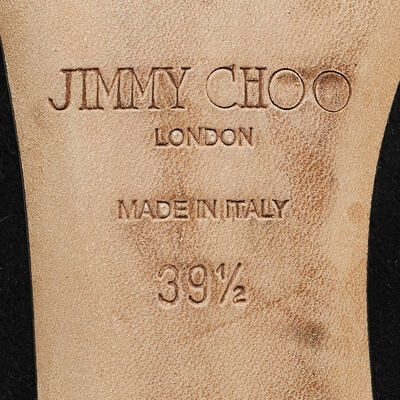 JIMMY CHOO
LONDON
MADE IN ITALY
39½